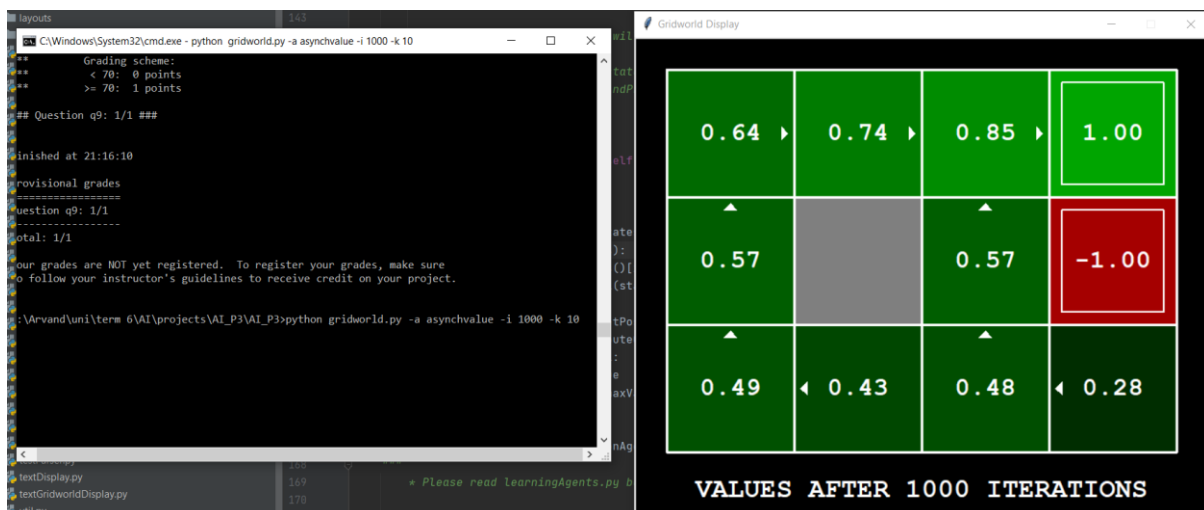 layouts
143
C:\Windows\System32\cmd.exe - python gridworld.py -a asynchvalue -i 1000 -k 10
**         Grading scheme:
**          < 70:  0 points
**         >= 70:  1 points
## Question q9: 1/1 ###
inished at 21:16:10
rovisional grades
==================
uestion q9: 1/1
------------------
otal: 1/1
our grades are NOT yet registered.  To register your grades, make sure
o follow your instructor's guidelines to receive credit on your project.
:\Arvand\uni\term 6\AI\projects\AI_P3\AI_P3>python gridworld.py -a asynchvalue -i 1000 -k 10
textDisplay.py
textGridworldDisplay.py
168
169
* Please read learningAgents.py b
170
Gridworld Display
0.64 0.74 0.85 1.00
0.57 0.57 -1.00
0.49 0.43 0.48 0.28
VALUES AFTER 1000 ITERATIONS